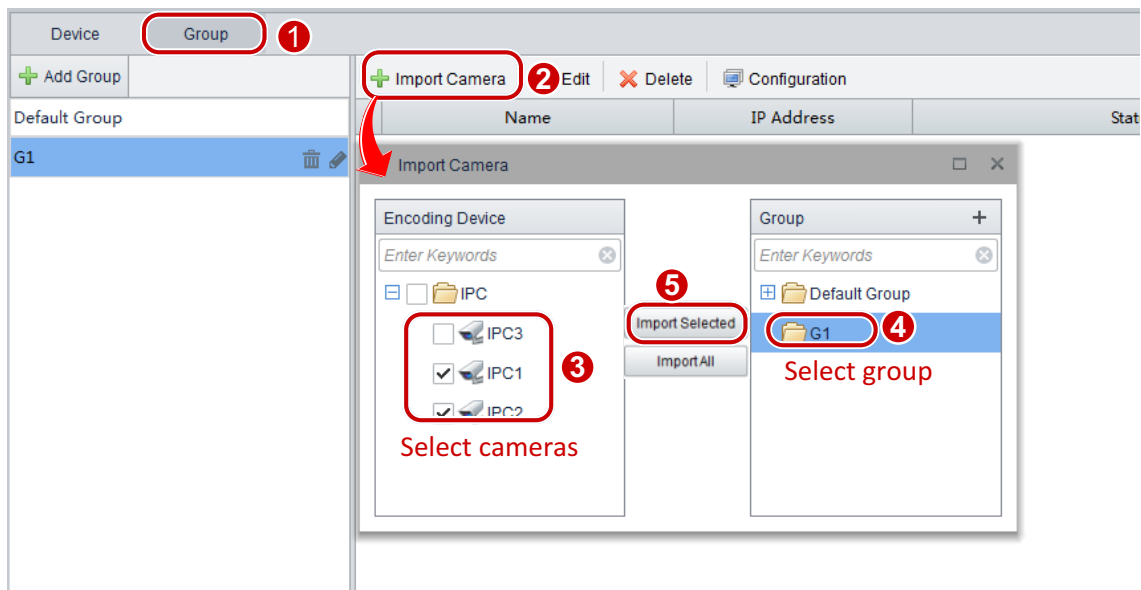 Device Group 1
Add Group Import Camera 2 Edit Delete Configuration
Default Group Name IP Address Stat
G1
Import Camera
Encoding Device Group
Enter Keywords Enter Keywords
IPC 5 Default Group
IPC3 Import Selected G1 4
IPC1 3 Import All Select group
IPC2
Select cameras